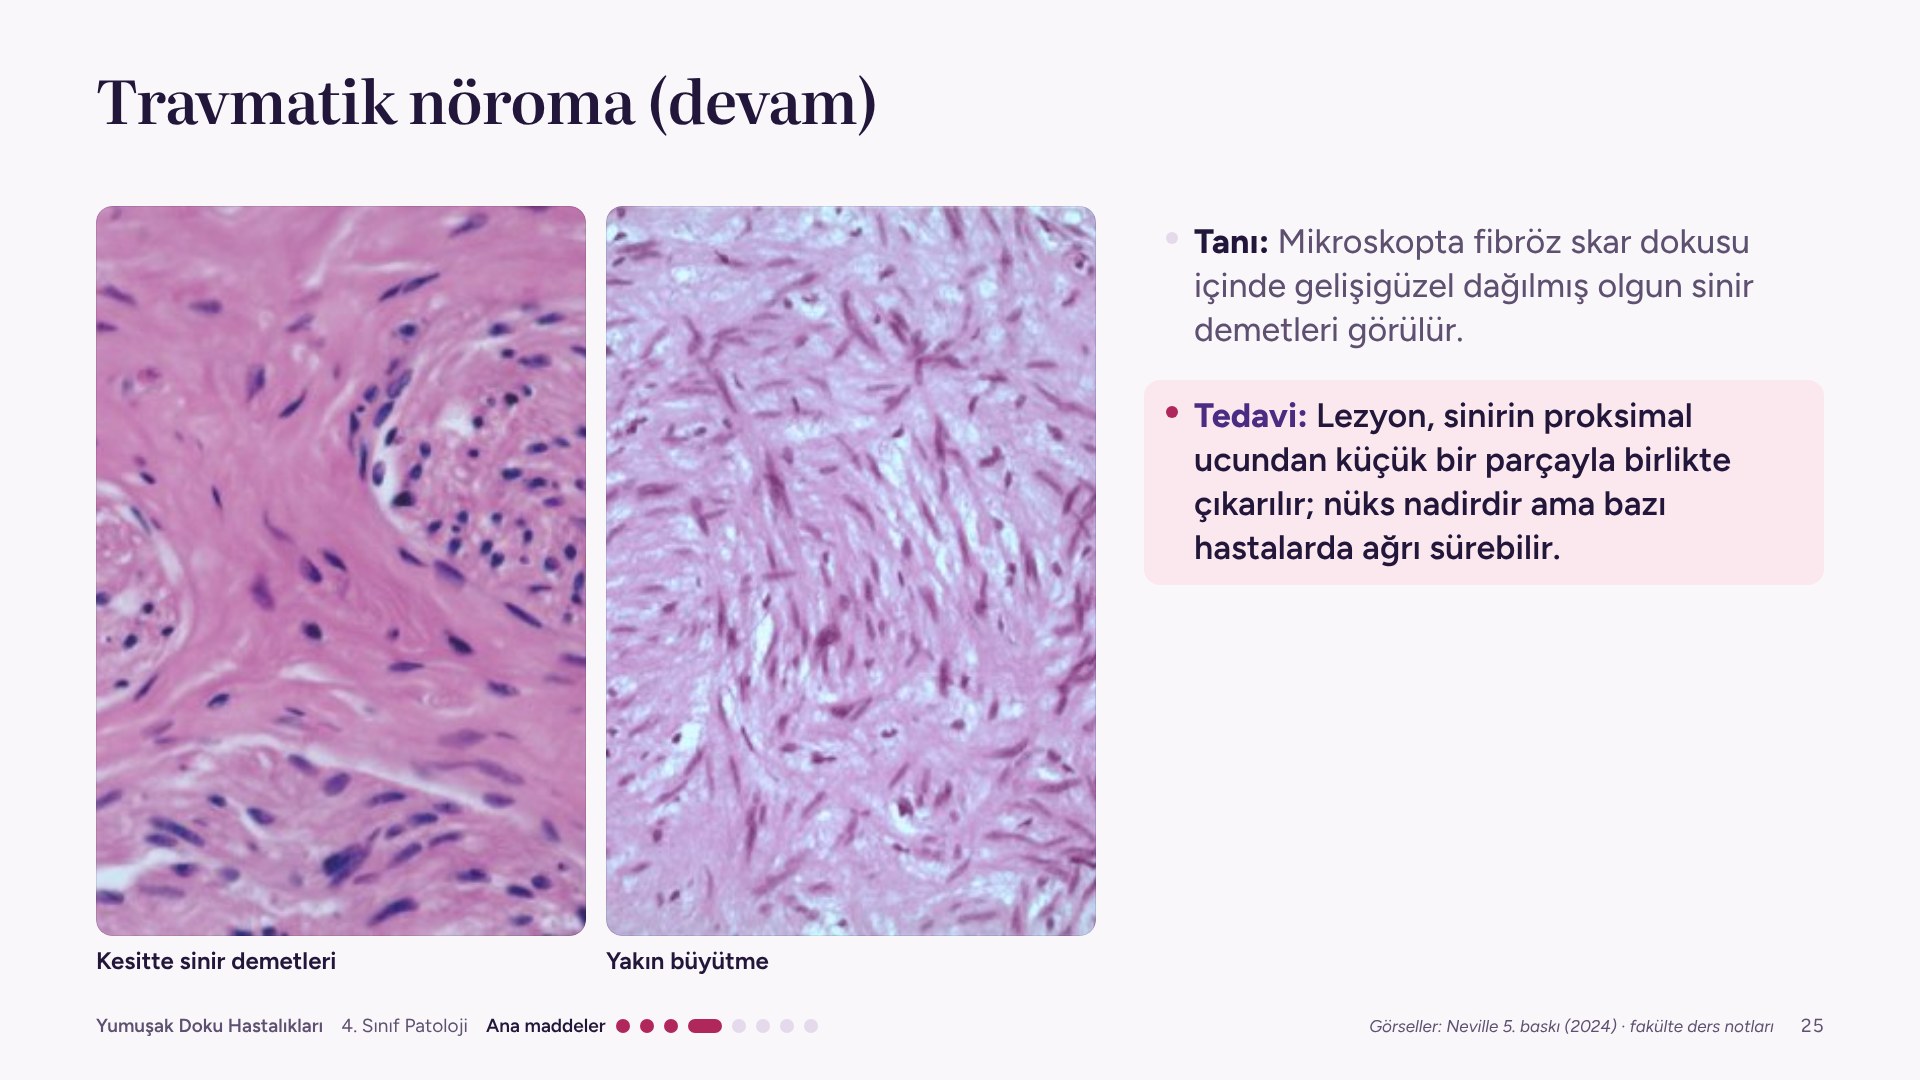 Travmatik nöroma (devam)
Kesitte sinir demetleri
Yakın büyütme
Tanı: Mikroskopta fibröz skar dokusu
içinde gelişigüzel dağılmış olgun sinir
demetleri görülür.
Tedavi: Lezyon, sinirin proksimal
ucundan küçük bir parçayla birlikte
çıkarılır; nüks nadirdir ama bazı
hastalarda ağrı sürebilir.
Yumuşak Doku Hastalıkları 4. Sınıf Patoloji Ana maddeler
Görseller: Neville 5. baskı (2024) · fakülte ders notları 25